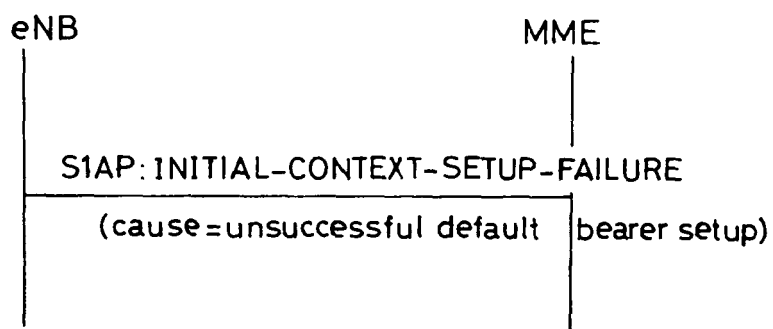 eNB MME
S1AP: INITIAL-CONTEXT-SETUP-FAILURE
(cause=unsuccessful default bearer setup)